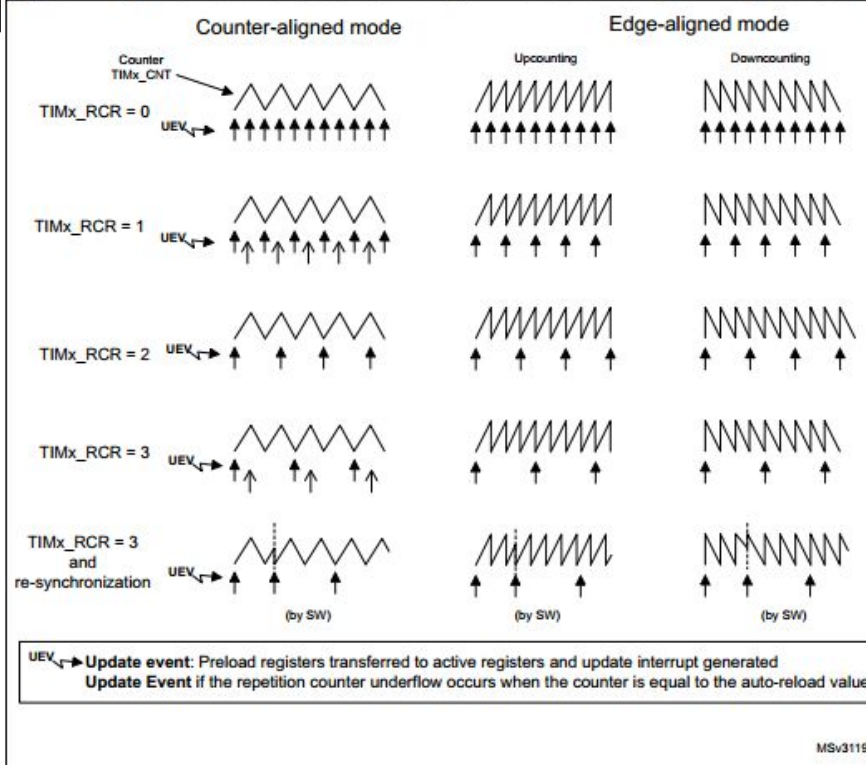 Counter-aligned mode
Edge-aligned mode
Counter
TIMx_CNT
Upcounting
Downcounting
TIMx_RCR = 0
UEV
TIMx_RCR = 1
UEV
TIMx_RCR = 2
UEV
TIMx_RCR = 3
UEV
TIMx_RCR = 3
and
re-synchronization
UEV
(by SW)
(by SW)
(by SW)
UEV Update event: Preload registers transferred to active registers and update interrupt generated
Update Event if the repetition counter underflow occurs when the counter is equal to the auto-reload value
MSv3119